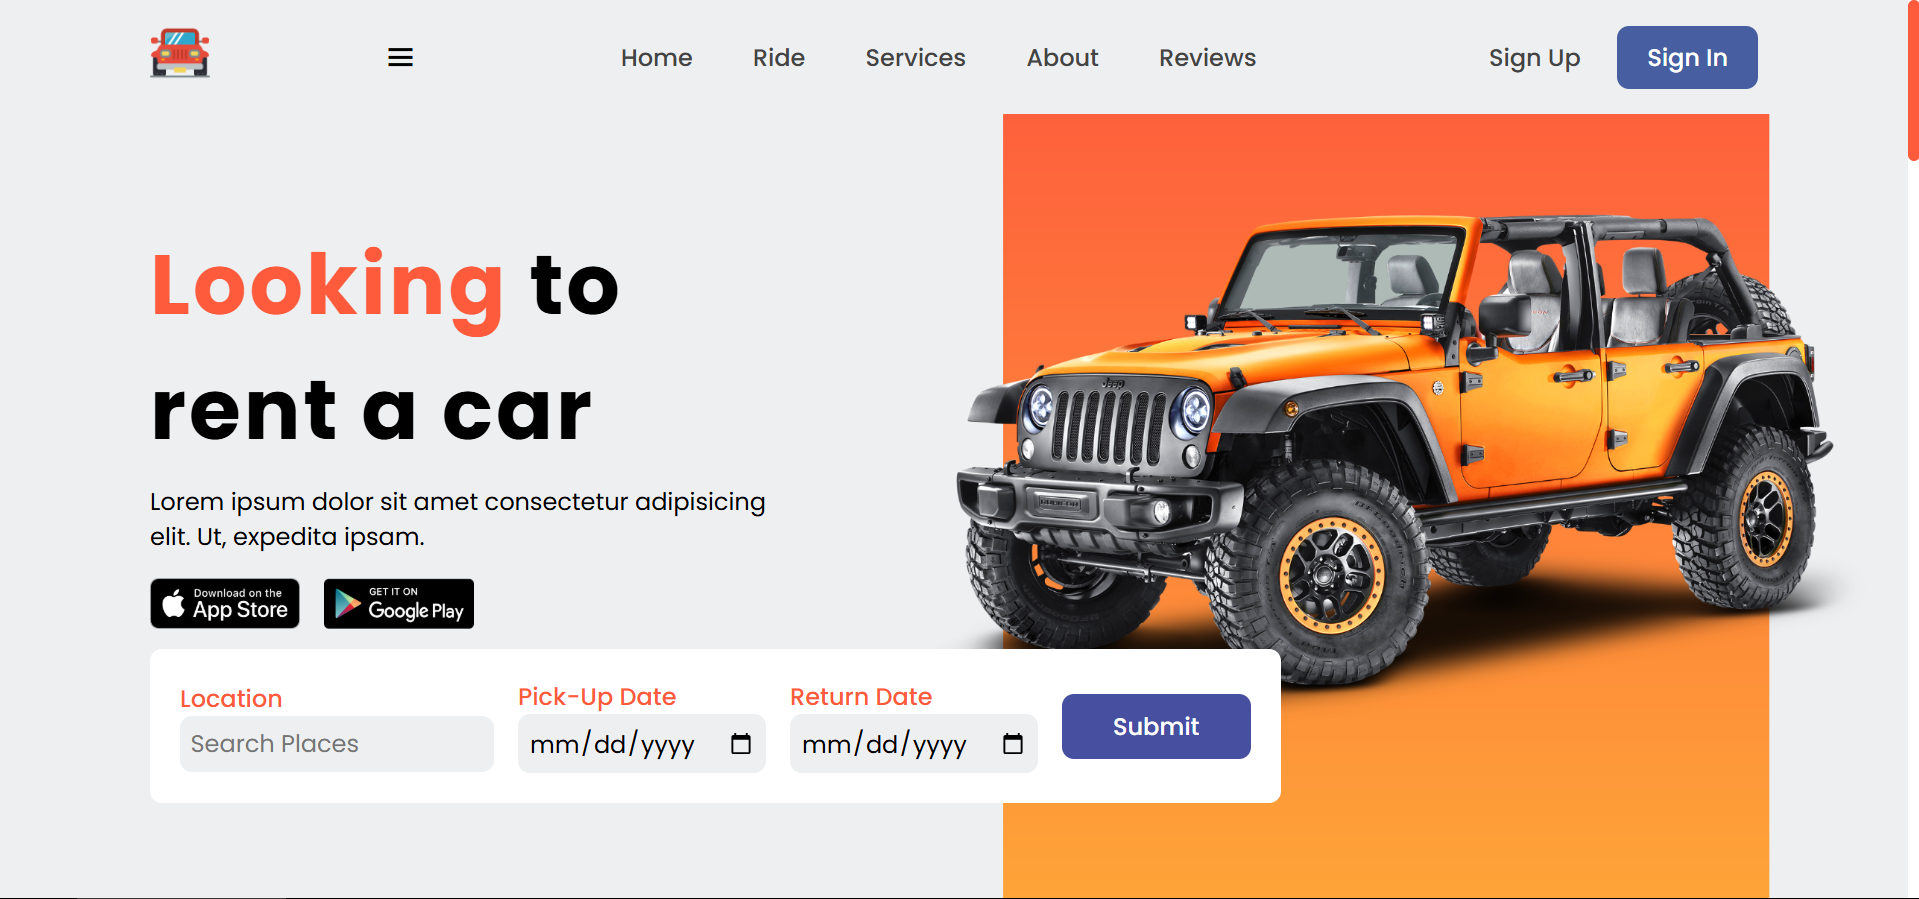 Home Ride Services About Reviews Sign Up Sign In
Looking to
rent a car
Lorem ipsum dolor sit amet consectetur adipisicing
elit. Ut, expedita ipsam.
Download on the
App Store
GET IT ON
Google Play
Location
Search Places
Pick-Up Date
mm/dd/yyyy
Return Date
mm/dd/yyyy
Submit
Jeep
RUBICON